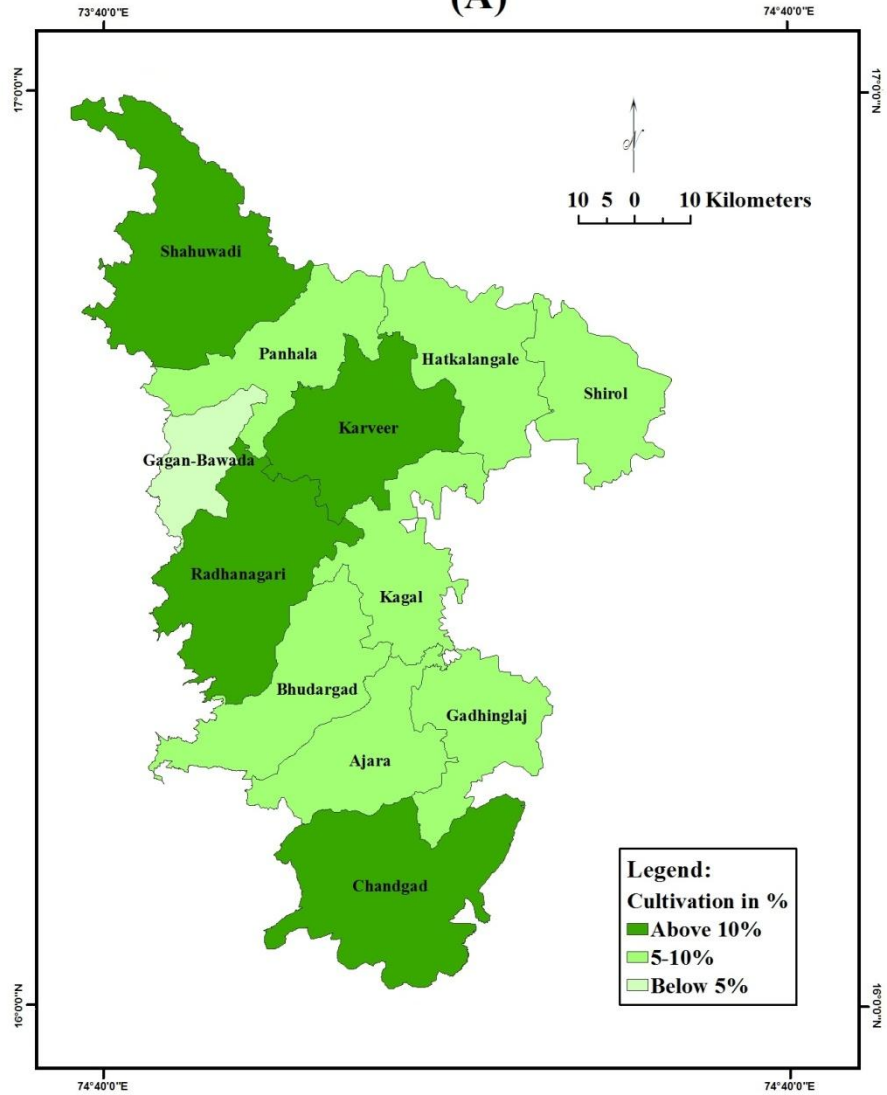 (A)
73°40'0"E 74°40'0"E
17°0'0"N 17°0'0"N
N
10 5 0 10 Kilometers
Shahuwadi
Panhala
Hatkalangale
Shirol
Karveer
Gagan-Bawada
Radhanagari
Kagal
Bhudargad
Gadhinglaj
Ajara
Chandgad
Legend:
Cultivation in %
Above 10%
5-10%
Below 5%
16°0'0"N 16°0'0"N
74°40'0"E 74°40'0"E